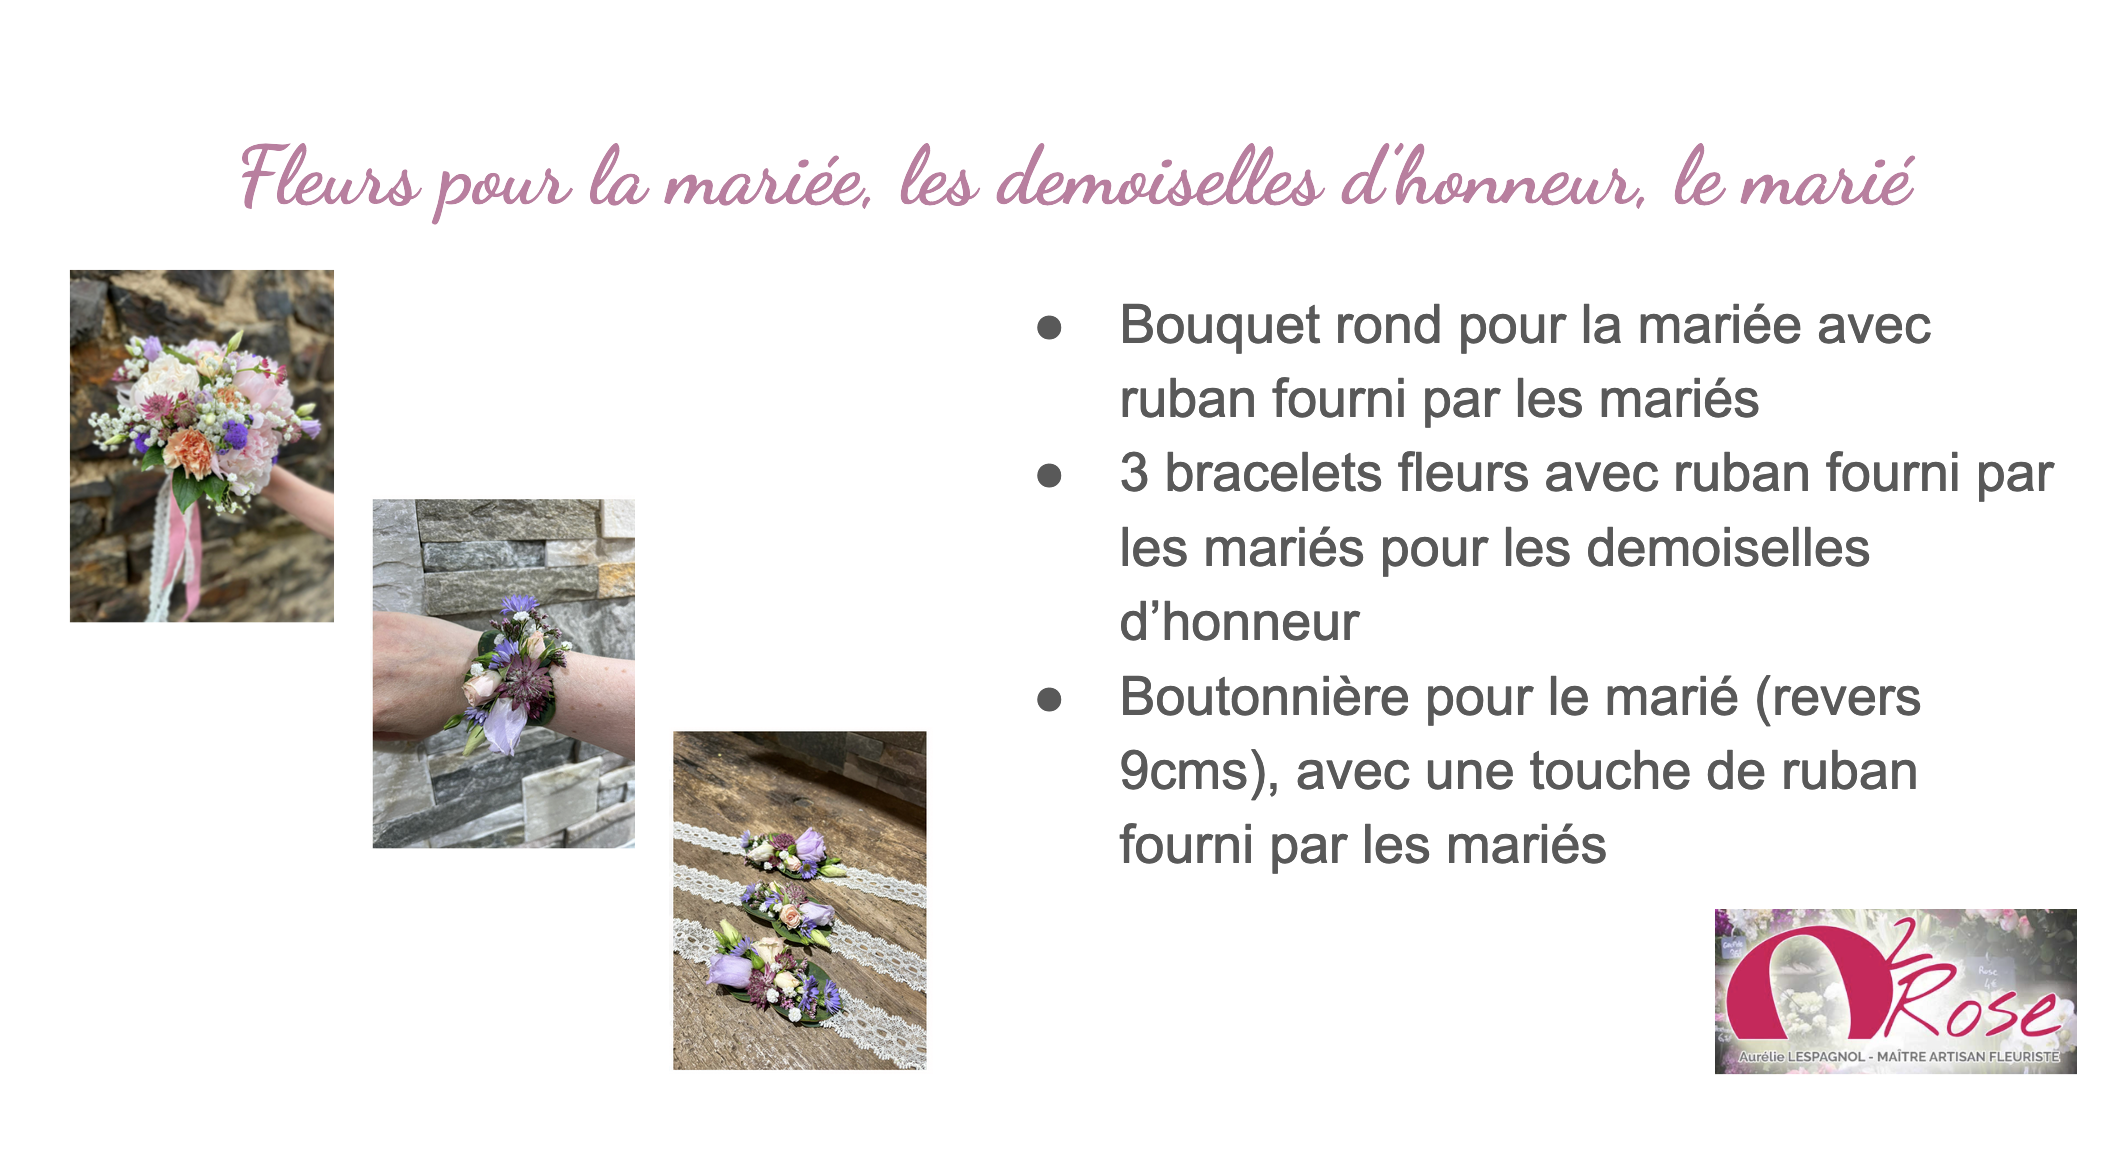 Fleurs pour la mariée, les demoiselles d'honneur, le marié
● Bouquet rond pour la mariée avec
ruban fourni par les mariés
● 3 bracelets fleurs avec ruban fourni par
les mariés pour les demoiselles
d’honneur
● Boutonnière pour le marié (revers
9cms), avec une touche de ruban
fourni par les mariés
2
Rose
Aurélie LESPAGNOL - MAÎTRE ARTISAN FLEURISTE